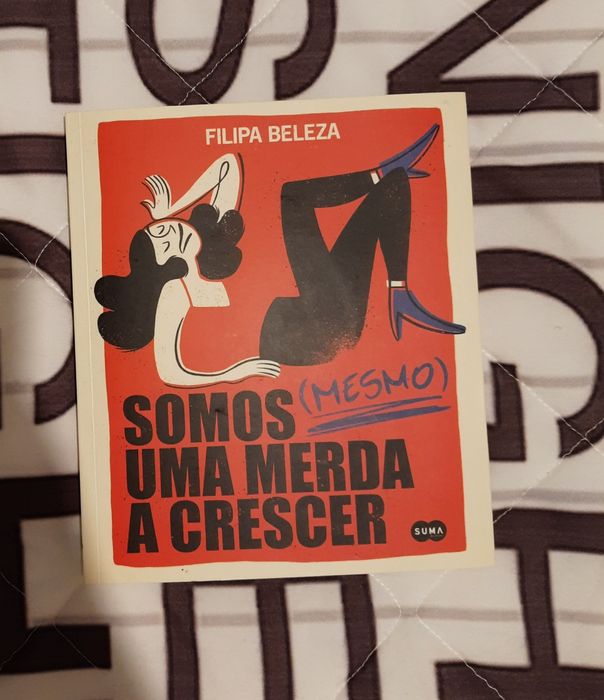 FILIPA BELEZA
SOMOS (MESMO)
UMA MERDA
A CRESCER
SUMA